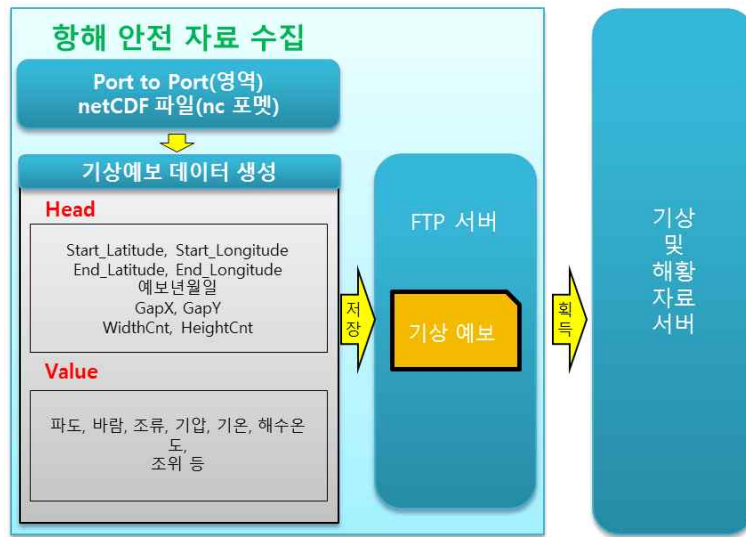 항해 안전 자료 수집
Port to Port(영역)
netCDF 파일(nc 포멧)
기상예보 데이터 생성
Head
Start_Latitude, Start_Longitude
End_Latitude, End_Longitude
예보년월일
GapX, GapY
WidthCnt, HeightCnt
Value
파도, 바람, 조류, 기압, 기온, 해수온
도,
조위 등
저
장
FTP 서버
기상 예보
획
득
기상
및
해황
자료
서버